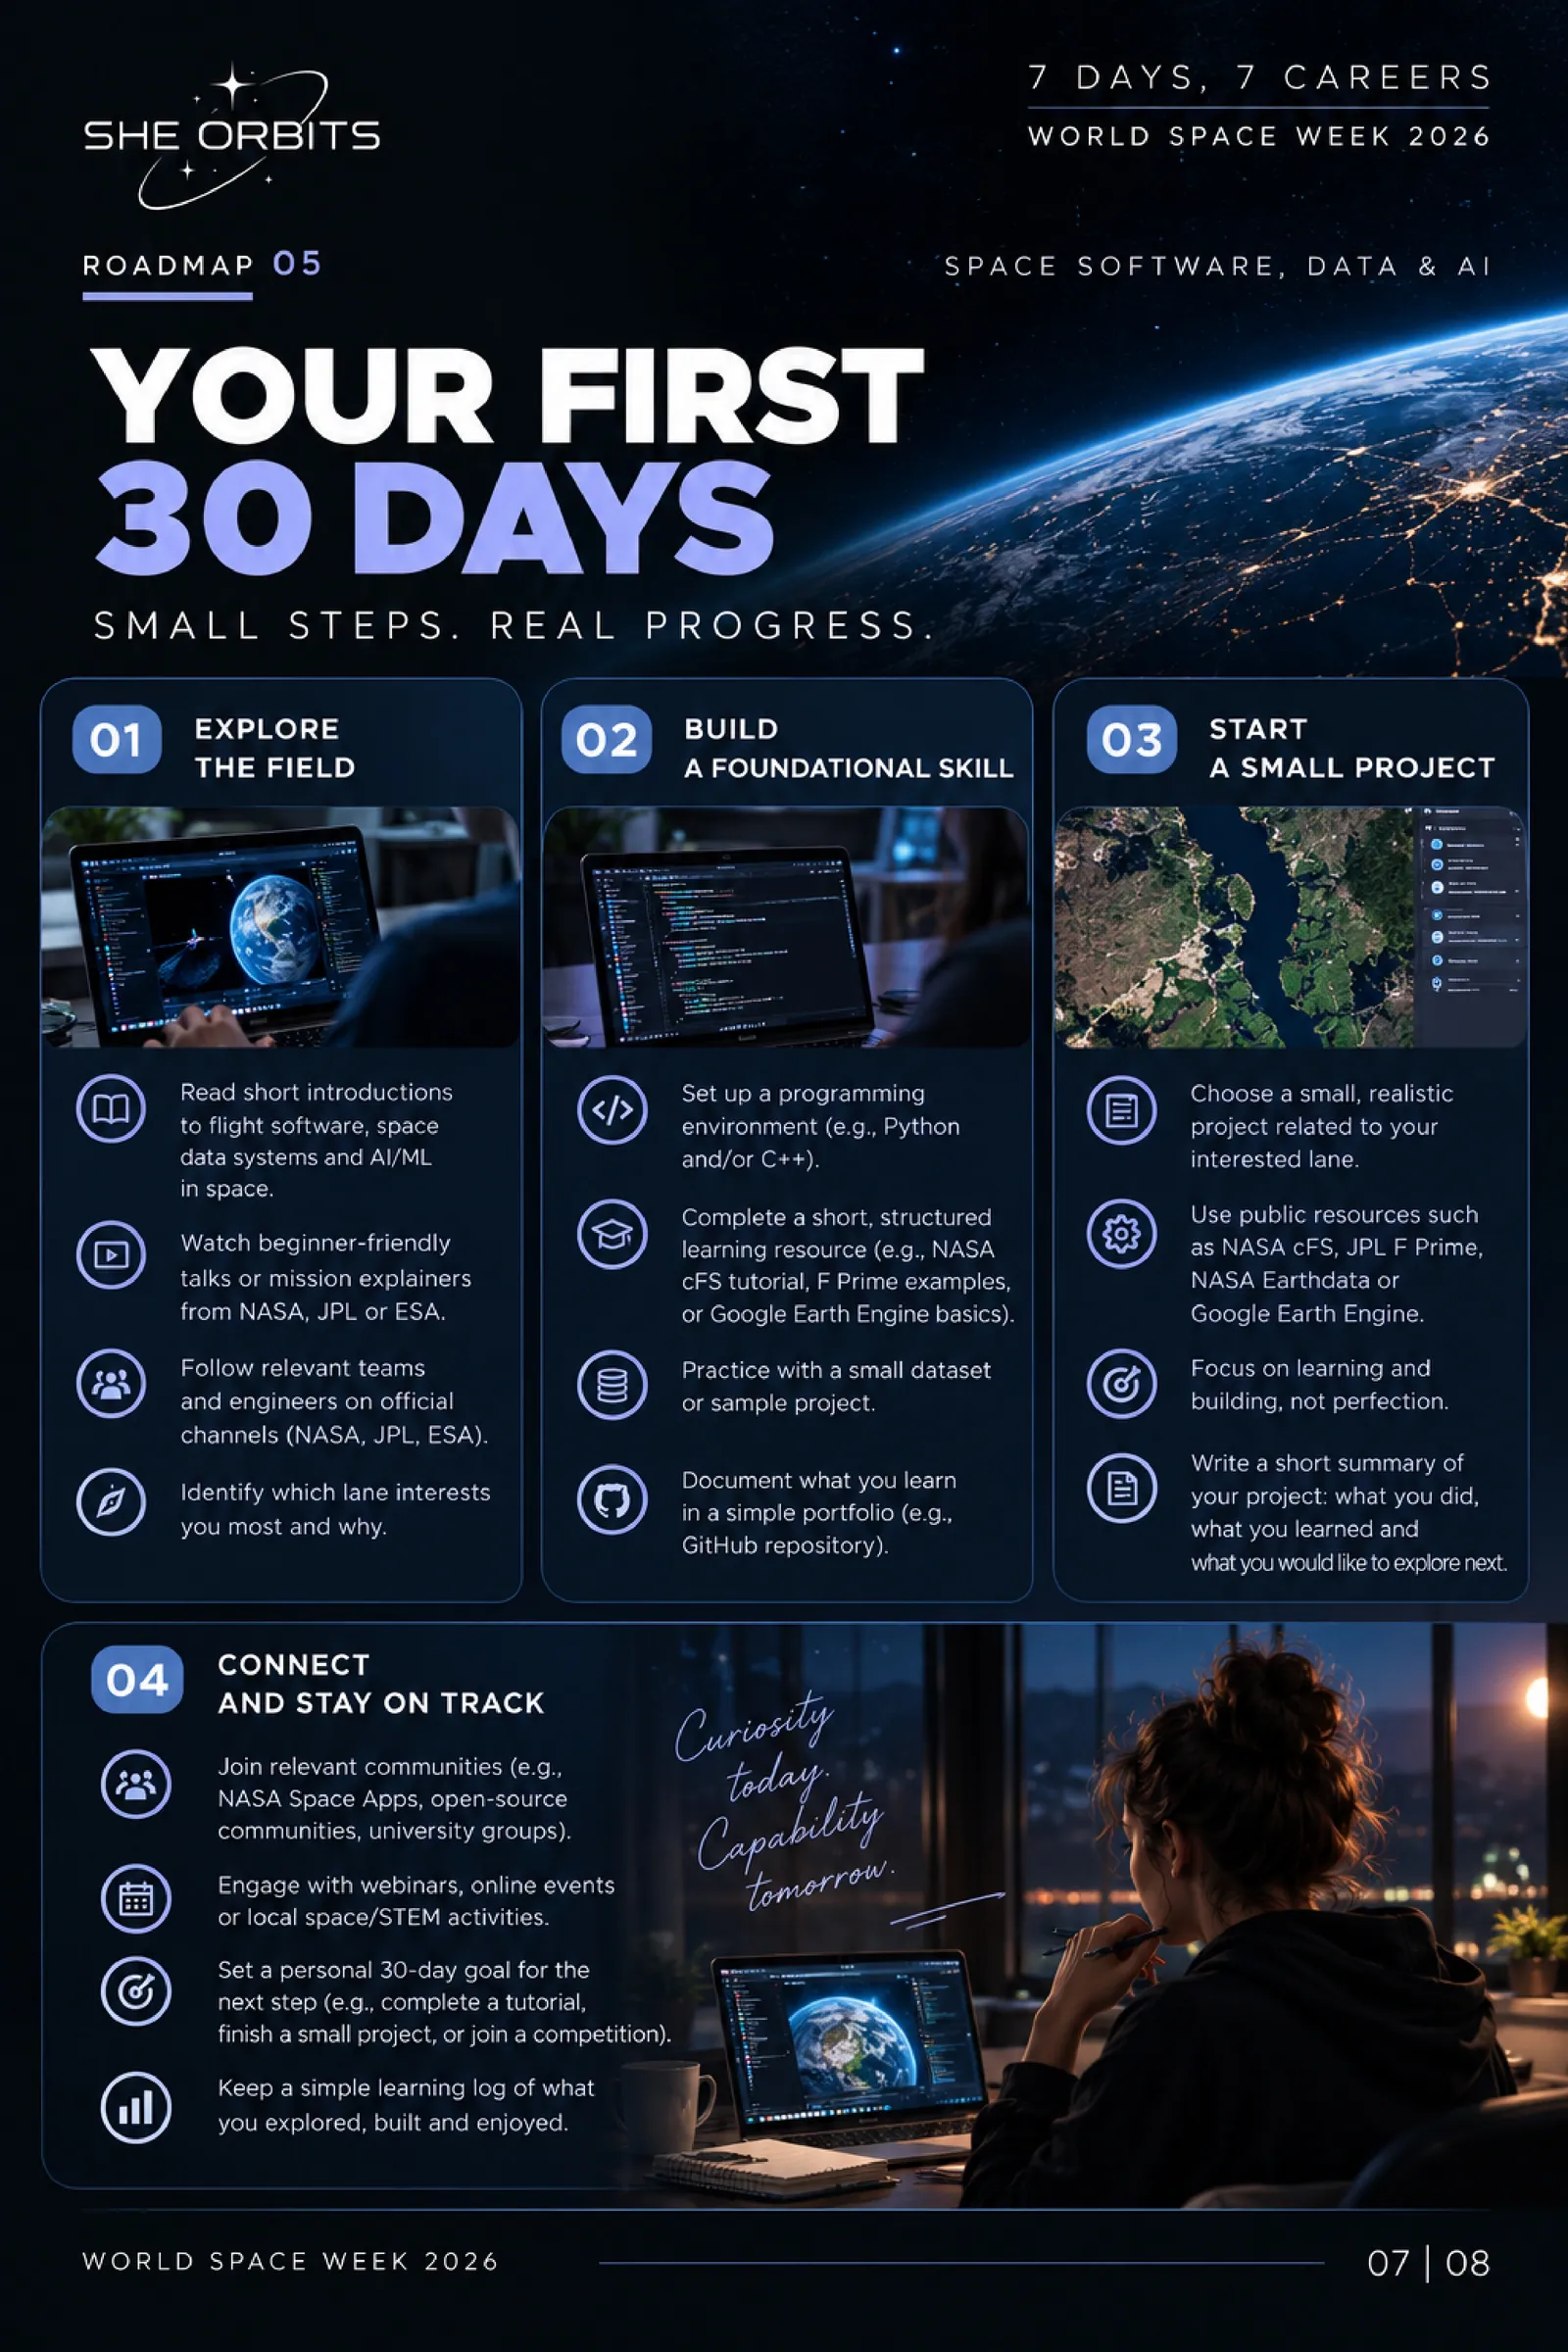 SHE ORBITS
7 DAYS, 7 CAREERS
WORLD SPACE WEEK 2026
ROADMAP 05
SPACE SOFTWARE, DATA & AI
YOUR FIRST
30 DAYS
SMALL STEPS. REAL PROGRESS.
01
EXPLORE
THE FIELD
Read short introductions
to flight software, space
data systems and AI/ML
in space.
Watch beginner-friendly
talks or mission explainers
from NASA, JPL or ESA.
Follow relevant teams
and engineers on official
channels (NASA, JPL, ESA).
Identify which lane interests
you most and why.
02
BUILD
A FOUNDATIONAL SKILL
Set up a programming
environment (e.g., Python
and/or C++).
Complete a short, structured
learning resource (e.g., NASA
cFS tutorial, F Prime examples,
or Google Earth Engine basics).
Practice with a small dataset
or sample project.
Document what you learn
in a simple portfolio (e.g.,
GitHub repository).
03
START
A SMALL PROJECT
Choose a small, realistic
project related to your
interested lane.
Use public resources such
as NASA cFS, JPL F Prime,
NASA Earthdata or
Google Earth Engine.
Focus on learning and
building, not perfection.
Write a short summary of
your project: what you did,
what you learned and
what you would like to explore next.
04
CONNECT
AND STAY ON TRACK
Join relevant communities (e.g.,
NASA Space Apps, open-source
communities, university groups).
Engage with webinars, online events
or local space/STEM activities.
Set a personal 30-day goal for the
next step (e.g., complete a tutorial,
finish a small project, or join a competition).
Keep a simple learning log of what
you explored, built and enjoyed.
Curiosity
today.
Capability
tomorrow.
WORLD SPACE WEEK 2026
07 | 08